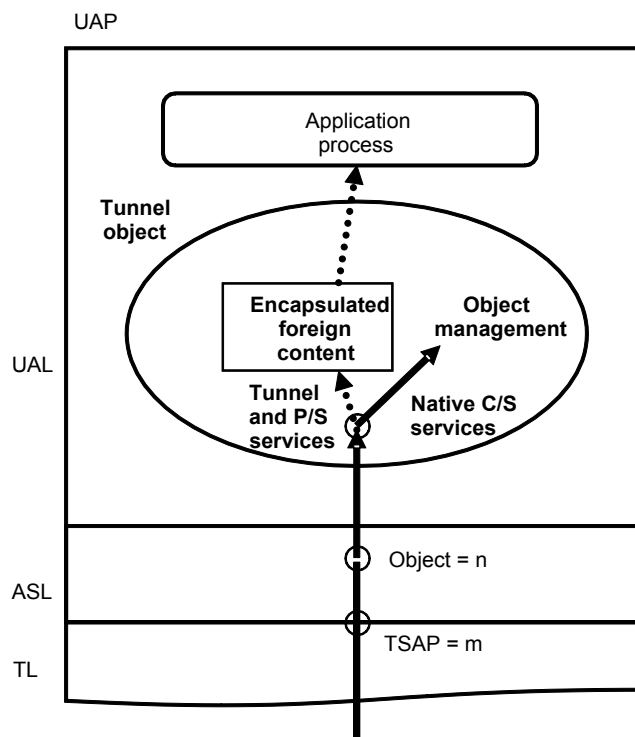 UAP
Application
process
Tunnel
object
Encapsulated
foreign
content
Object
management
UAL
Tunnel
and P/S
services
Native C/S
services
Object = n
ASL
TSAP = m
TL